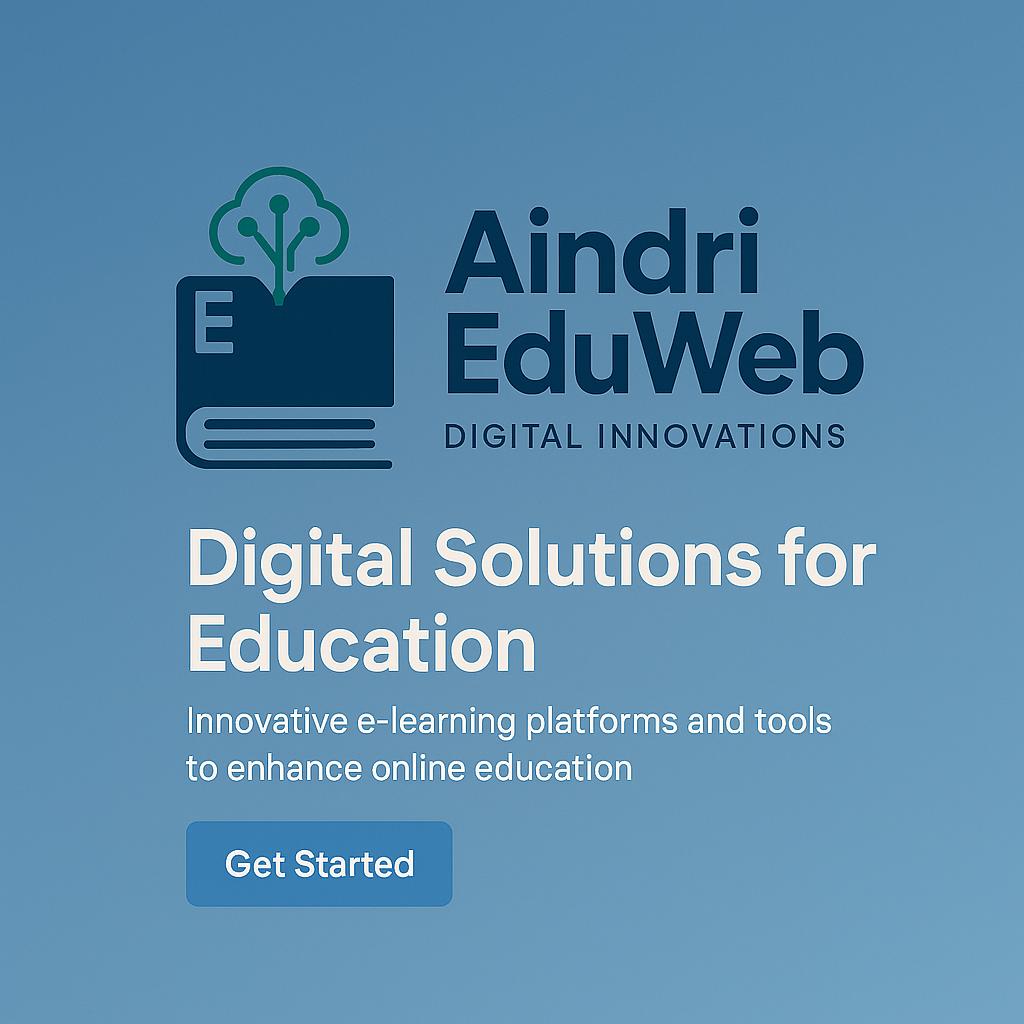 E
Aindri
EduWeb
DIGITAL INNOVATIONS
Digital Solutions for
Education
Innovative e-learning platforms and tools
to enhance online education
Get Started